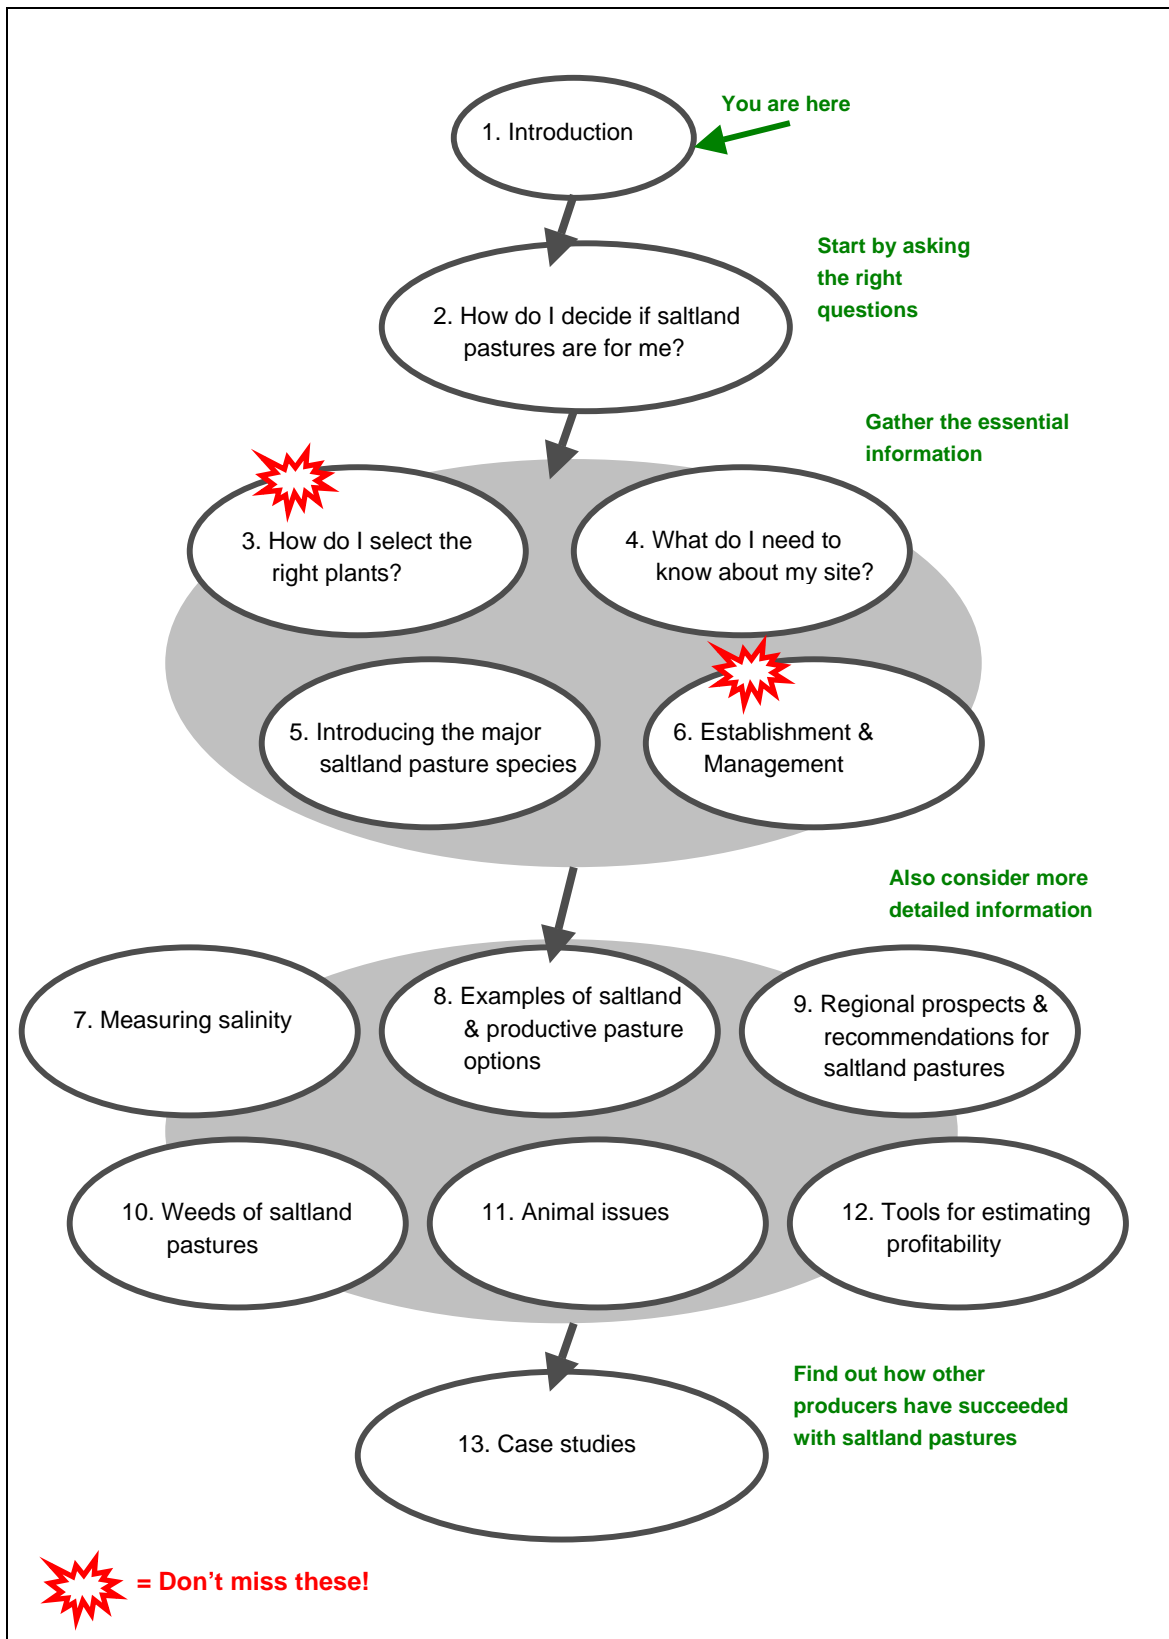 You are here
1. Introduction
Start by asking
the right
questions
2. How do I decide if saltland
pastures are for me?
Gather the essential
information
3. How do I select the
right plants?
4. What do I need to
know about my site?
5. Introducing the major
saltland pasture species
6. Establishment &
Management
Also consider more
detailed information
7. Measuring salinity
8. Examples of saltland
& productive pasture
options
9. Regional prospects &
recommendations for
saltland pastures
10. Weeds of saltland
pastures
11. Animal issues
12. Tools for estimating
profitability
Find out how other
producers have succeeded
with saltland pastures
13. Case studies
= Don’t miss these!